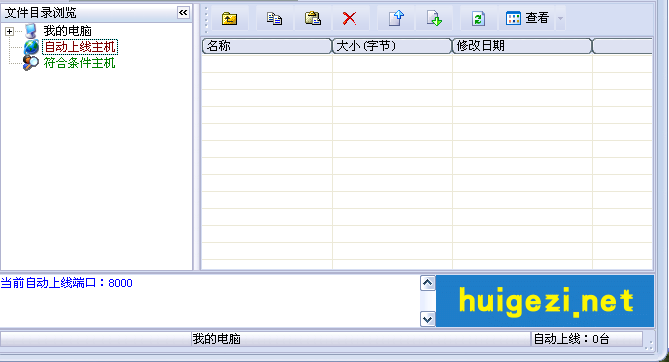 文件目录浏览
我的电脑
自动上线主机
符合条件主机
查看
名称 大小(字节) 修改日期
当前自动上线端口：8000
huigezi.net
我的电脑 自动上线：0台